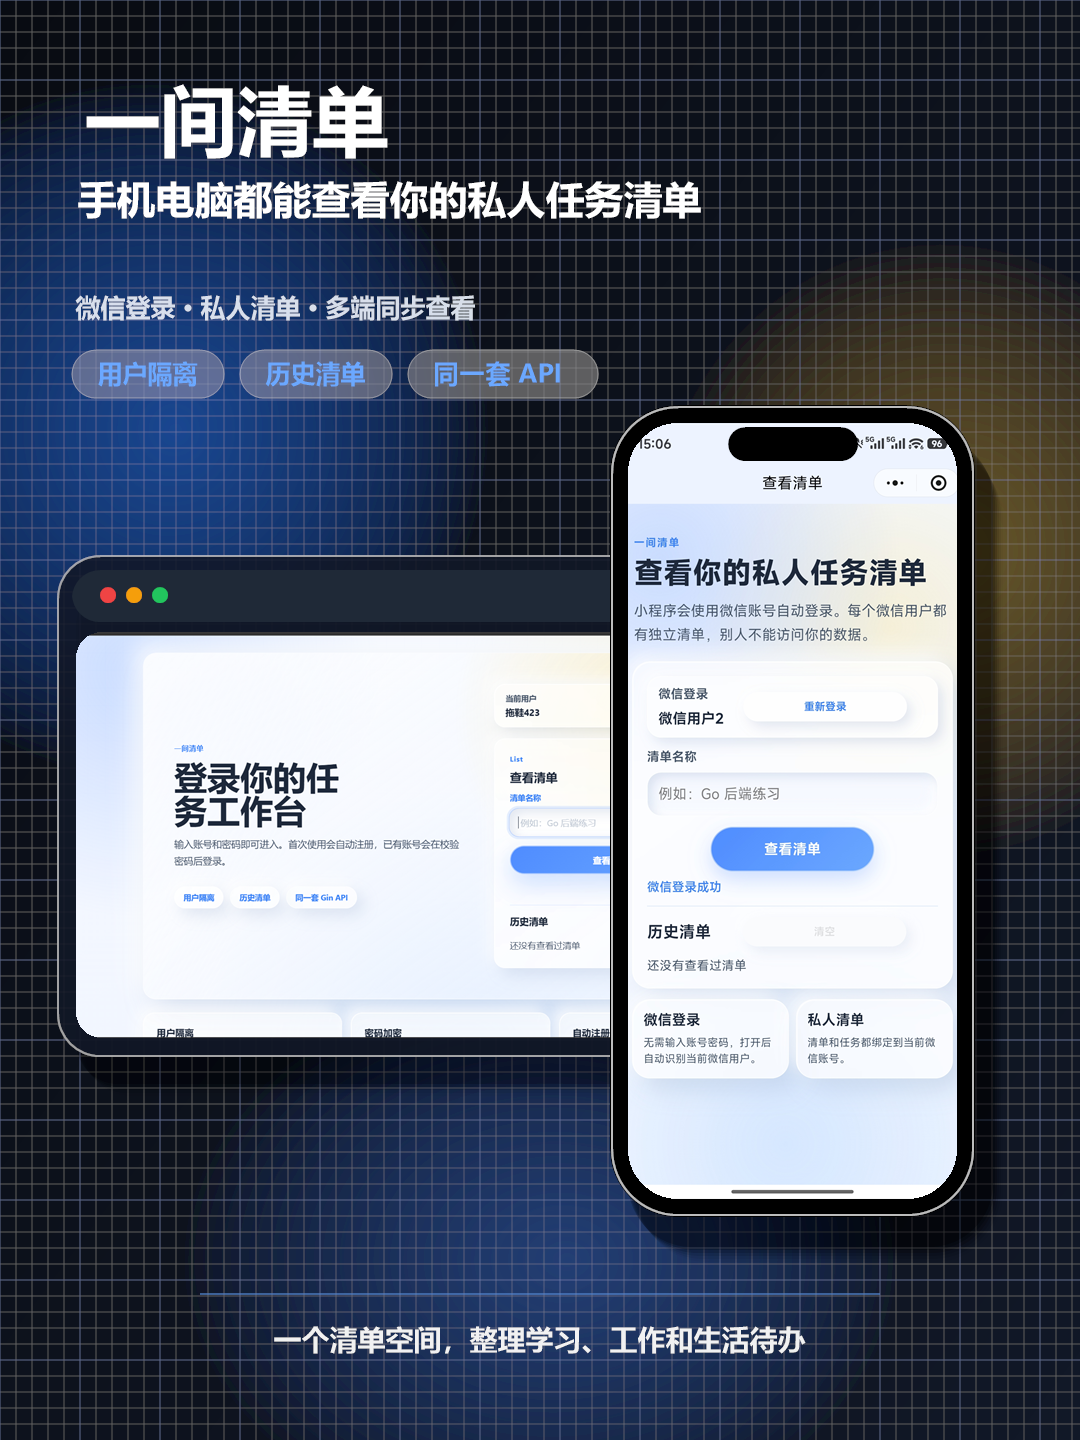 一间清单
手机电脑都能查看你的私人任务清单
微信登录 · 私人清单 · 多端同步查看
用户隔离
历史清单
同一套 API
当前用户
拖鞋423
一间清单
登录你的任
务工作台
输入账号和密码即可进入。首次使用会自动注册，已有账号会在校验
密码后登录。
用户隔离
历史清单
同一套 Gin API
List
查看清单
清单名称
例如：Go 后端练习
查看
历史清单
还没有查看过清单
用户隔离
密码加密
自动注册
15:06
5G
5G
96
查看清单
一间清单
查看你的私人任务清单
小程序会使用微信账号自动登录。每个微信用户都
有独立清单，别人不能访问你的数据。
微信登录
微信用户2
重新登录
清单名称
例如：Go 后端练习
查看清单
微信登录成功
历史清单
清空
还没有查看过清单
微信登录
无需输入账号密码，打开后
自动识别当前微信用户。
私人清单
清单和任务都绑定到当前微
信账号。
一个清单空间，整理学习、工作和生活待办